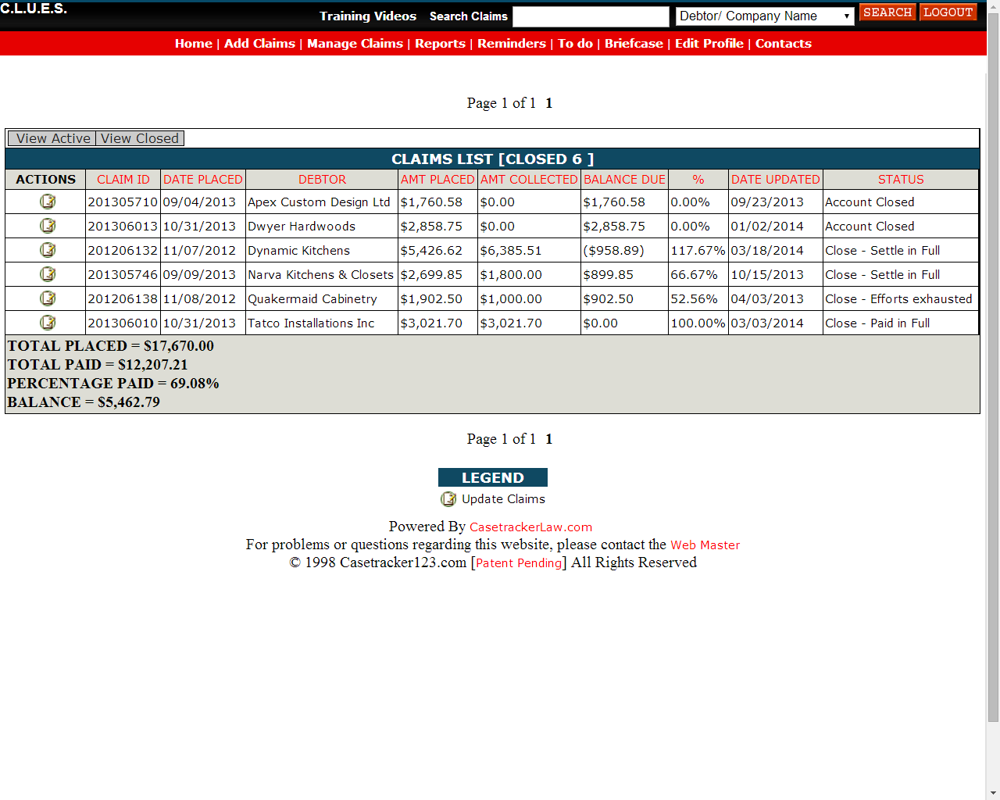 C.L.U.E.S.
Training Videos Search Claims Debtor/ Company Name SEARCH LOGOUT
Home | Add Claims | Manage Claims | Reports | Reminders | To do | Briefcase | Edit Profile | Contacts
Page 1 of 1 1
View Active View Closed
CLAIMS LIST [CLOSED 6 ]
ACTIONS CLAIM ID DATE PLACED DEBTOR AMT PLACED AMT COLLECTED BALANCE DUE % DATE UPDATED STATUS
201305710 09/04/2013 Apex Custom Design Ltd $1,760.58 $0.00 $1,760.58 0.00% 09/23/2013 Account Closed
201306013 10/31/2013 Dwyer Hardwoods $2,858.75 $0.00 $2,858.75 0.00% 01/02/2014 Account Closed
201206132 11/07/2012 Dynamic Kitchens $5,426.62 $6,385.51 ($958.89) 117.67% 03/18/2014 Close - Settle in Full
201305746 09/09/2013 Narva Kitchens & Closets $2,699.85 $1,800.00 $899.85 66.67% 10/15/2013 Close - Settle in Full
201206138 11/08/2012 Quakermaid Cabinetry $1,902.50 $1,000.00 $902.50 52.56% 04/03/2013 Close - Efforts exhausted
201306010 10/31/2013 Tatco Installations Inc $3,021.70 $3,021.70 $0.00 100.00% 03/03/2014 Close - Paid in Full
TOTAL PLACED = $17,670.00
TOTAL PAID = $12,207.21
PERCENTAGE PAID = 69.08%
BALANCE = $5,462.79
Page 1 of 1 1
LEGEND
Update Claims
Powered By CasetrackerLaw.com
For problems or questions regarding this website, please contact the Web Master
© 1998 Casetracker123.com [Patent Pending] All Rights Reserved